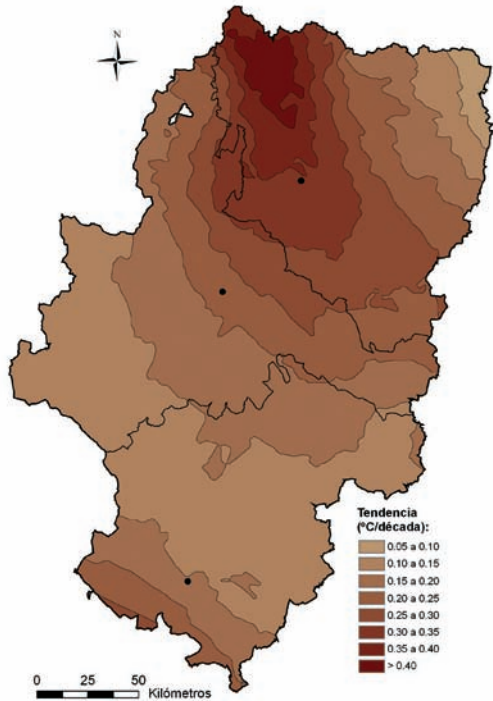 N
Tendencia
(ºC/década):
0.05 a 0.10
0.10 a 0.15
0.15 a 0.20
0.20 a 0.25
0.25 a 0.30
0.30 a 0.35
0.35 a 0.40
> 0.40
0 25 50
Kilómetros